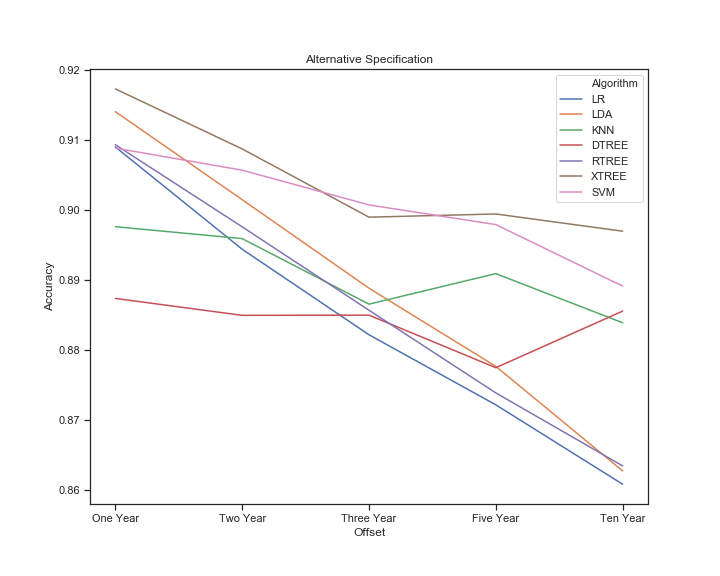 Alternative Specification
0.92
0.91
0.90
0.89
0.88
0.87
0.86
Accuracy
One Year
Two Year
Three Year
Five Year
Ten Year
Offset
Algorithm
LR
LDA
KNN
DTREE
RTREE
XTREE
SVM